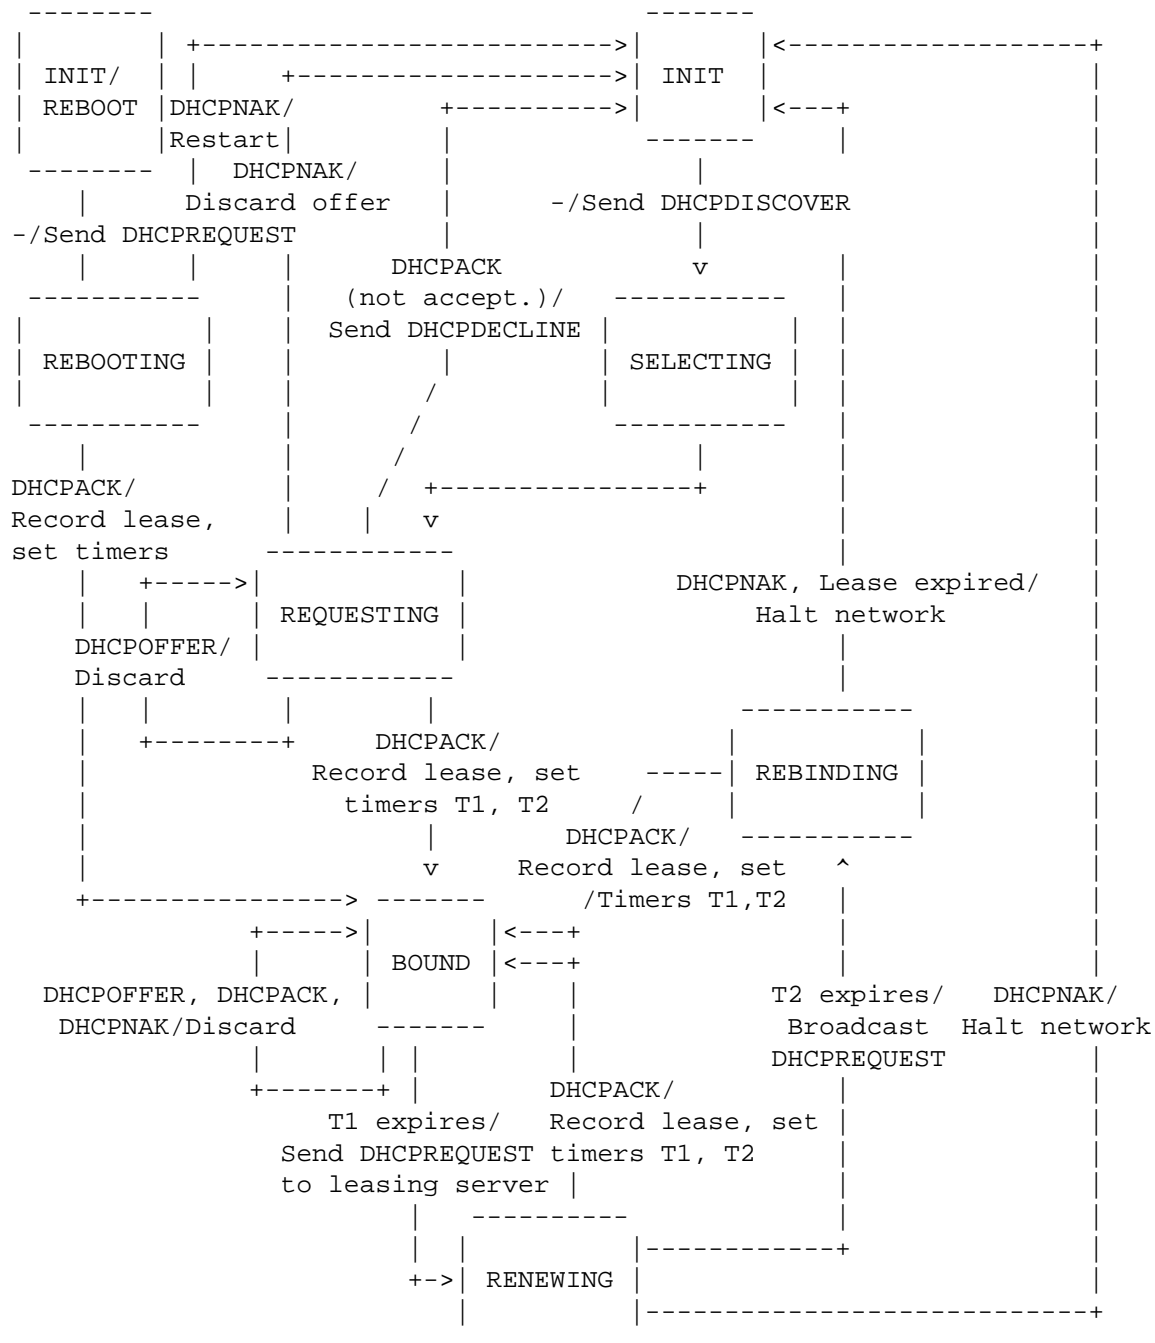 INIT/ INIT
REBOOT DHCPNAK/
Restart
DHCPNAK/
Discard offer -/Send DHCPDISCOVER
-/Send DHCPREQUEST
DHCPACK v
(not accept.)/
Send DHCPDECLINE
REBOOTING SELECTING
DHCPACK/
Record lease, v
set timers
DHCPNAK, Lease expired/
REQUESTING Halt network
DHCPOFFER/
Discard
DHCPACK/
Record lease, set REBINDING
timers T1, T2
DHCPACK/
v Record lease, set
/Timers T1,T2
BOUND
DHCPOFFER, DHCPACK, T2 expires/ DHCPNAK/
DHCPNAK/Discard Broadcast Halt network
DHCPREQUEST
DHCPACK/
T1 expires/ Record lease, set
Send DHCPREQUEST timers T1, T2
to leasing server
RENEWING